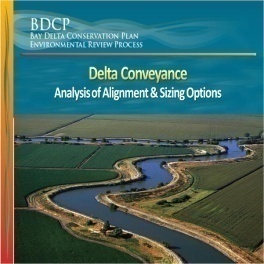 BDCP
BAY DELTA CONSERVATION PLAN
ENVIRONMENTAL REVIEW PROCESS
Delta Conveyance
Analysis of Alignment & Sizing Options